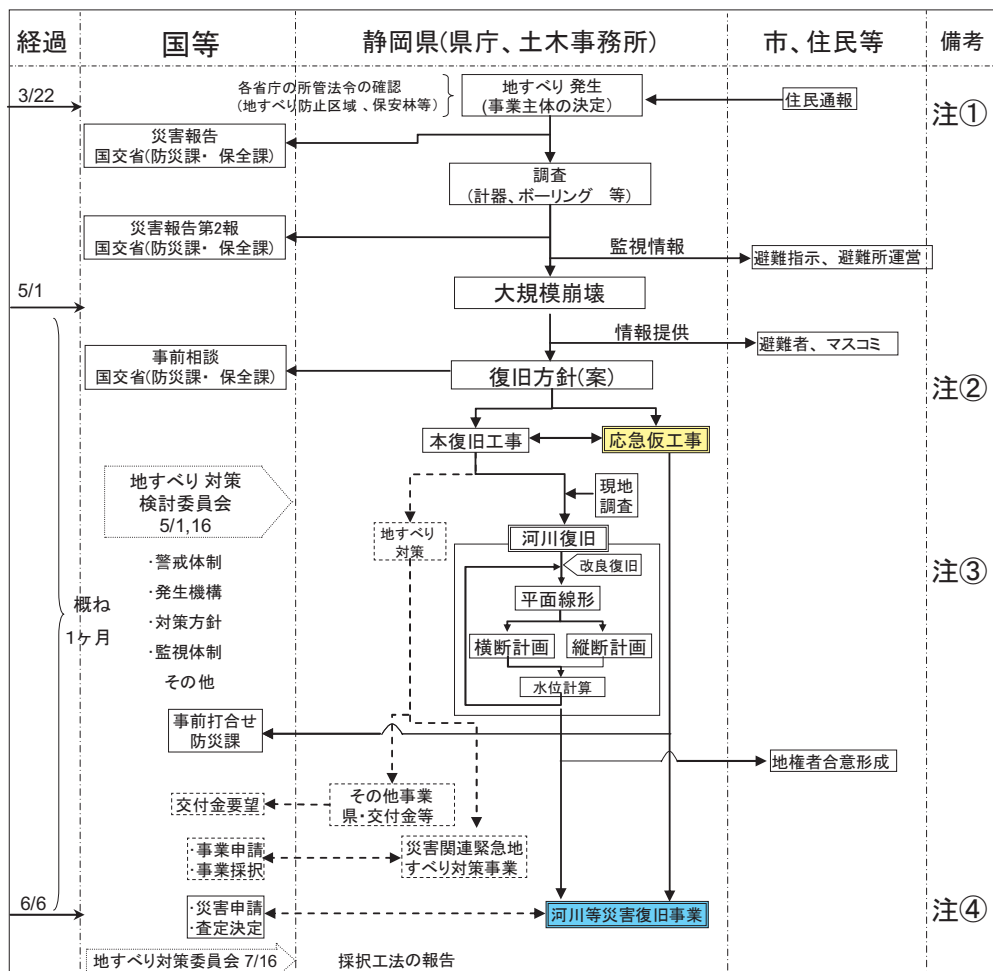 経過
国等
静岡県(県庁、土木事務所)
市、住民等
備考
3/22
各省庁の所管法令の確認
(地すべり防止区域 、保安林等)
地すべり 発生
(事業主体の決定)
住民通報
注①
災害報告
国交省(防災課・ 保全課)
調査
(計器、ボーリング 等)
災害報告第2報
国交省(防災課・ 保全課)
監視情報
避難指示、避難所運営
5/1
大規模崩壊
情報提供
避難者、マスコミ
事前相談
国交省(防災課・ 保全課)
復旧方針(案)
注②
本復旧工事
応急仮工事
地すべり 対策
検討委員会
5/1,16
現地
調査
地すべり
対策
河川復旧
・警戒体制
・発生機構
・対策方針
・監視体制
その他
改良復旧
平面線形
横断計画
縦断計画
水位計算
注③
概ね
1ヶ月
事前打合せ
防災課
地権者合意形成
交付金要望
その他事業
県・交付金等
・事業申請
・事業採択
災害関連緊急地
すべり対策事業
6/6
・災害申請
・査定決定
河川等災害復旧事業
注④
地すべり対策委員会 7/16
採択工法の報告